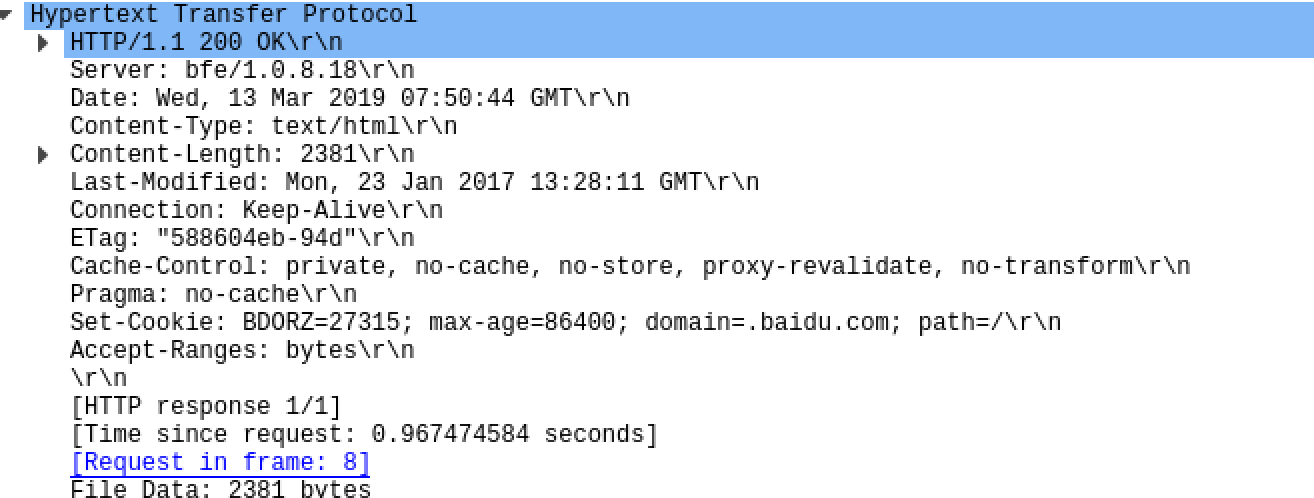 Hypertext Transfer Protocol
HTTP/1.1 200 OK\r\n
Server: bfe/1.0.8.18\r\n
Date: Wed, 13 Mar 2019 07:50:44 GMT\r\n
Content-Type: text/html\r\n
Content-Length: 2381\r\n
Last-Modified: Mon, 23 Jan 2017 13:28:11 GMT\r\n
Connection: Keep-Alive\r\n
ETag: "588604eb-94d"\r\n
Cache-Control: private, no-cache, no-store, proxy-revalidate, no-transform\r\n
Pragma: no-cache\r\n
Set-Cookie: BDORZ=27315; max-age=86400; domain=.baidu.com; path=/\r\n
Accept-Ranges: bytes\r\n
\r\n
[HTTP response 1/1]
[Time since request: 0.967474584 seconds]
[Request in frame: 8]
File Data: 2381 bytes